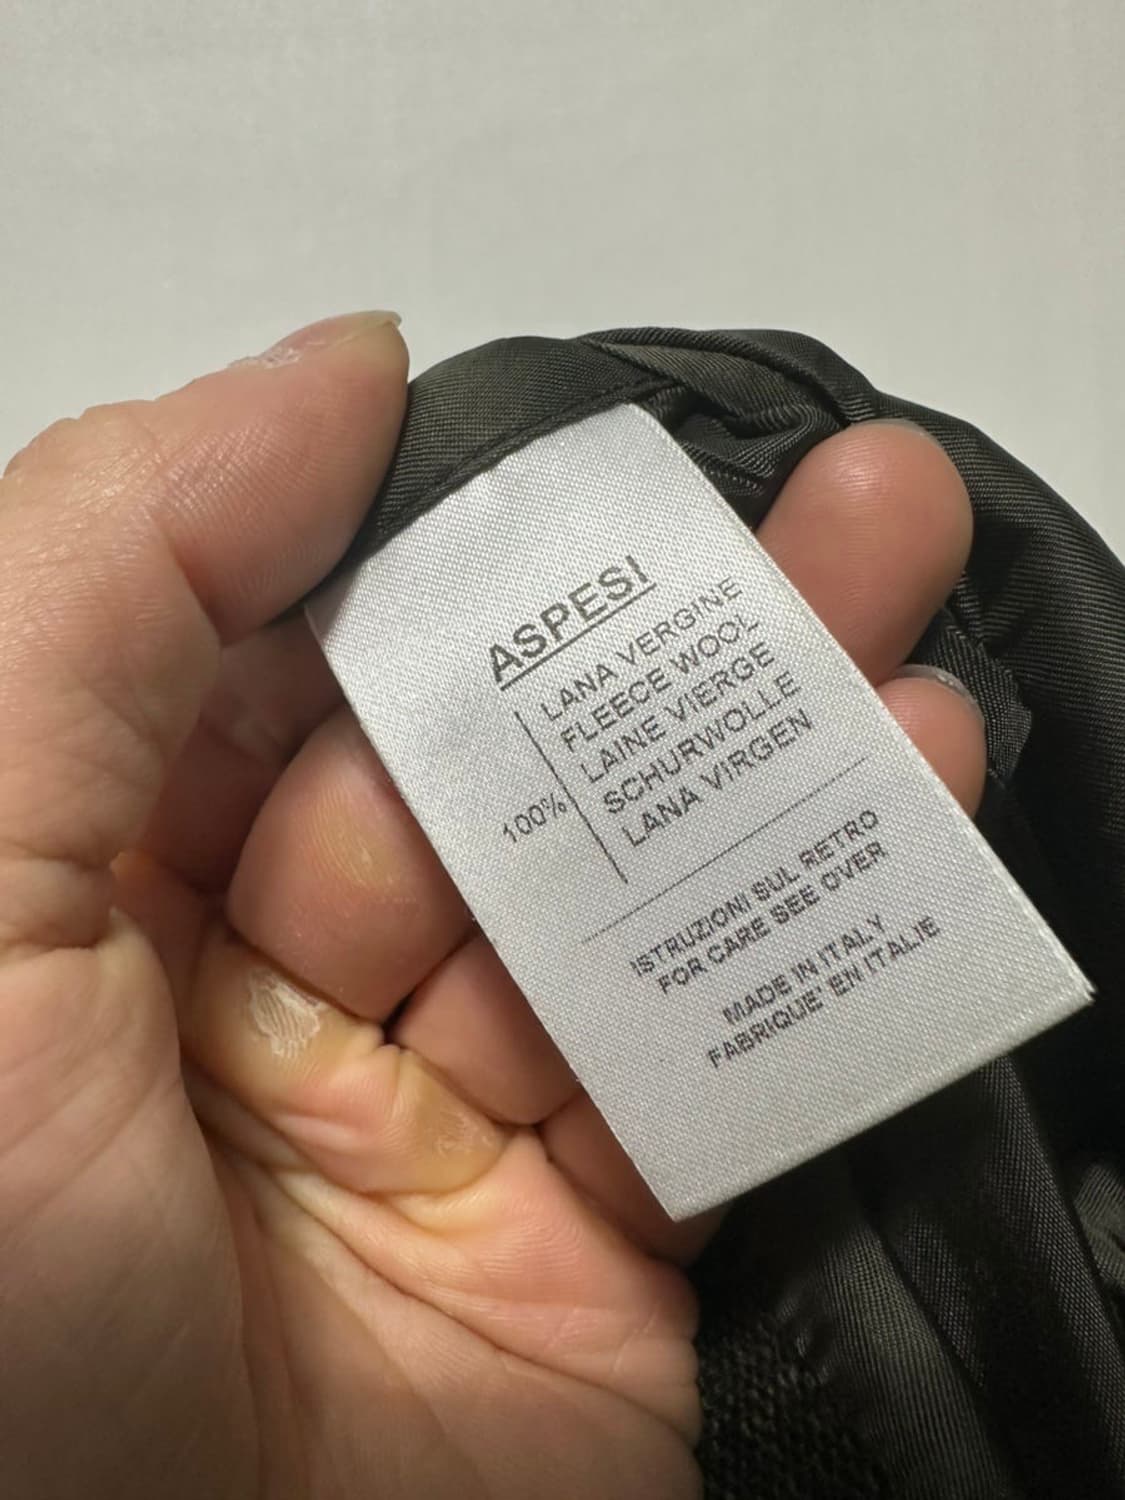 ASPESI
100%
LANA VERGINE
FLEECE WOOL
LAINE VIERGE
SCHURWOLLE
LANA VIRGEN
ISTRUZIONI SUL RETRO
FOR CARE SEE OVER
MADE IN ITALY
FABRIQUE' EN ITALIE